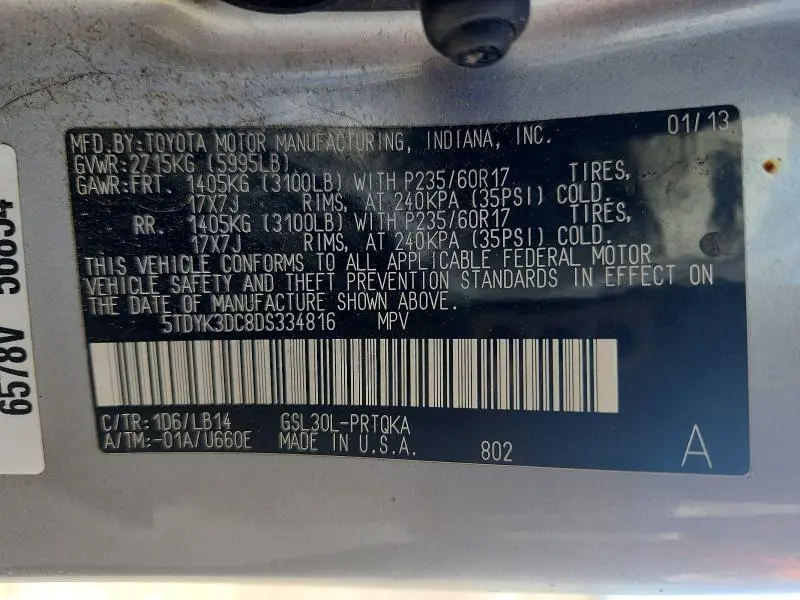 MFD.BY:TOYOTA MOTOR MANUFACTURING, INDIANA, INC. 01/13
GVWR:2715KG (5995LB)
GAWR:FRT. 1405KG (3100LB) WITH P235/60R17 TIRES,
17X7J RIMS, AT 240KPA (35PSI) COLD.
RR. 1405KG (3100LB) WITH P235/60R17 TIRES,
17X7J RIMS, AT 240KPA (35PSI) COLD.
THIS VEHICLE CONFORMS TO ALL APPLICABLE FEDERAL MOTOR
VEHICLE SAFETY AND THEFT PREVENTION STANDARDS IN EFFECT ON
THE DATE OF MANUFACTURE SHOWN ABOVE.
5TDYK3DC8DS334816 MPV
C/TR:1D6/LB14 GSL30L-PRTQKA
A/TM:-01A/U660E MADE IN U.S.A. 802 A
6578V